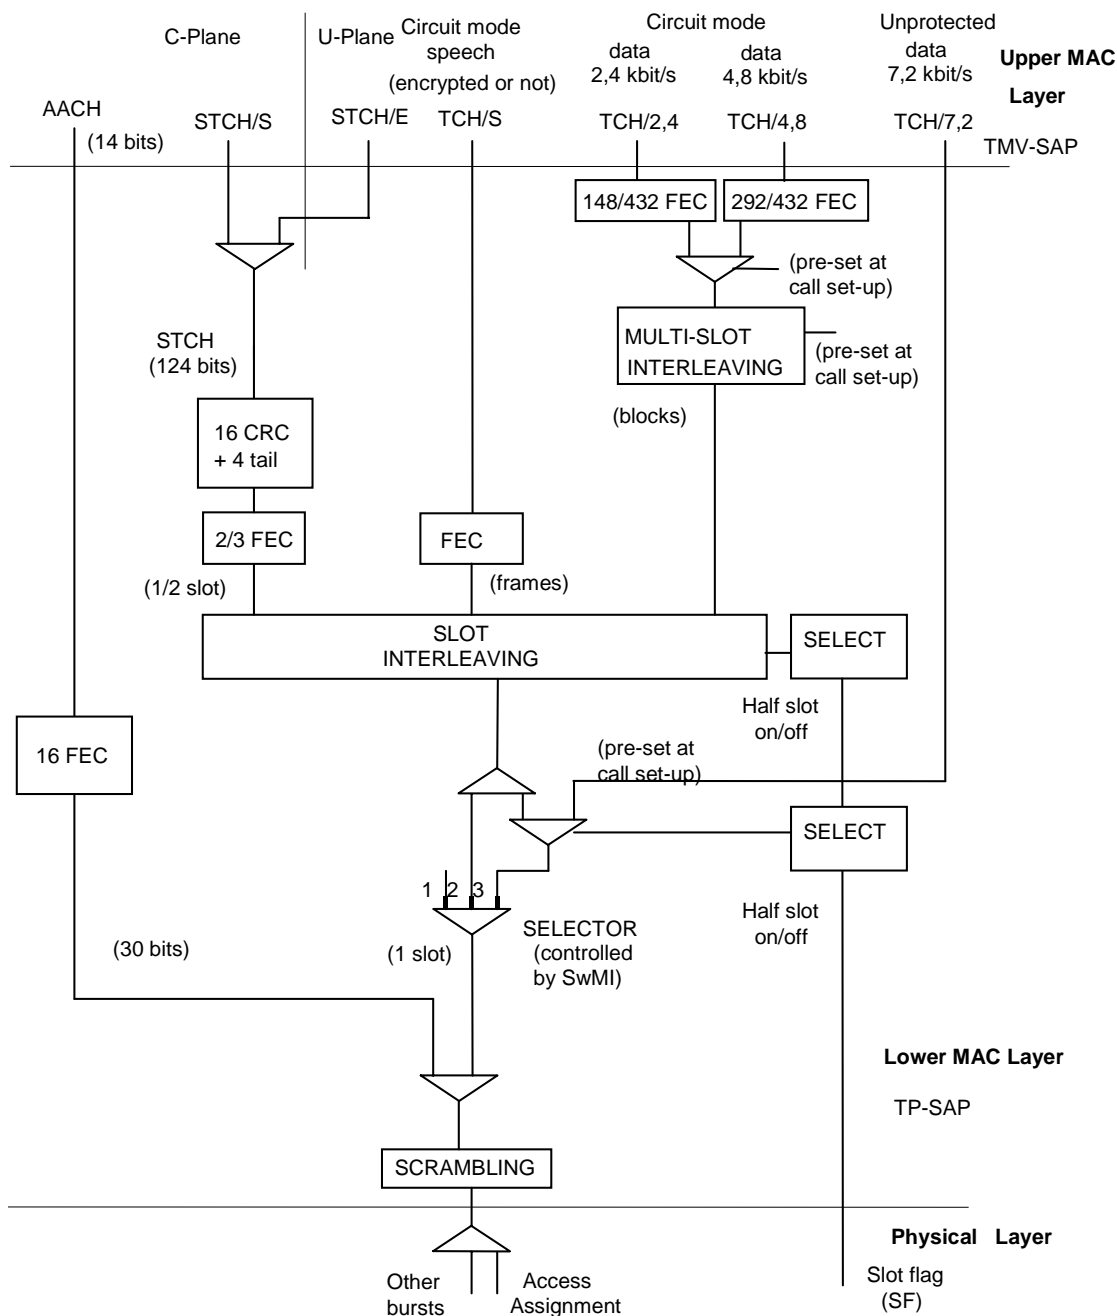 C-Plane
U-Plane
Circuit mode
speech
(encrypted or not)
Circuit mode
data
2,4 kbit/s
data
4,8 kbit/s
Unprotected
data
7,2 kbit/s
Upper MAC
Layer
AACH
(14 bits)
STCH/S
STCH/E
TCH/S
TCH/2,4
TCH/4,8
TCH/7,2
TMV-SAP
148/432 FEC
292/432 FEC
(pre-set at
call set-up)
STCH
(124 bits)
MULTI-SLOT
INTERLEAVING
(pre-set at
call set-up)
(blocks)
16 CRC
+ 4 tail
2/3 FEC
FEC
(1/2 slot)
(frames)
SLOT
INTERLEAVING
SELECT
Half slot
on/off
16 FEC
(pre-set at
call set-up)
SELECT
1 2 3
SELECTOR
(controlled
by SwMI)
Half slot
on/off
(30 bits)
(1 slot)
Lower MAC Layer
TP-SAP
SCRAMBLING
Physical Layer
Other
bursts
Access
Assignment
Slot flag
(SF)